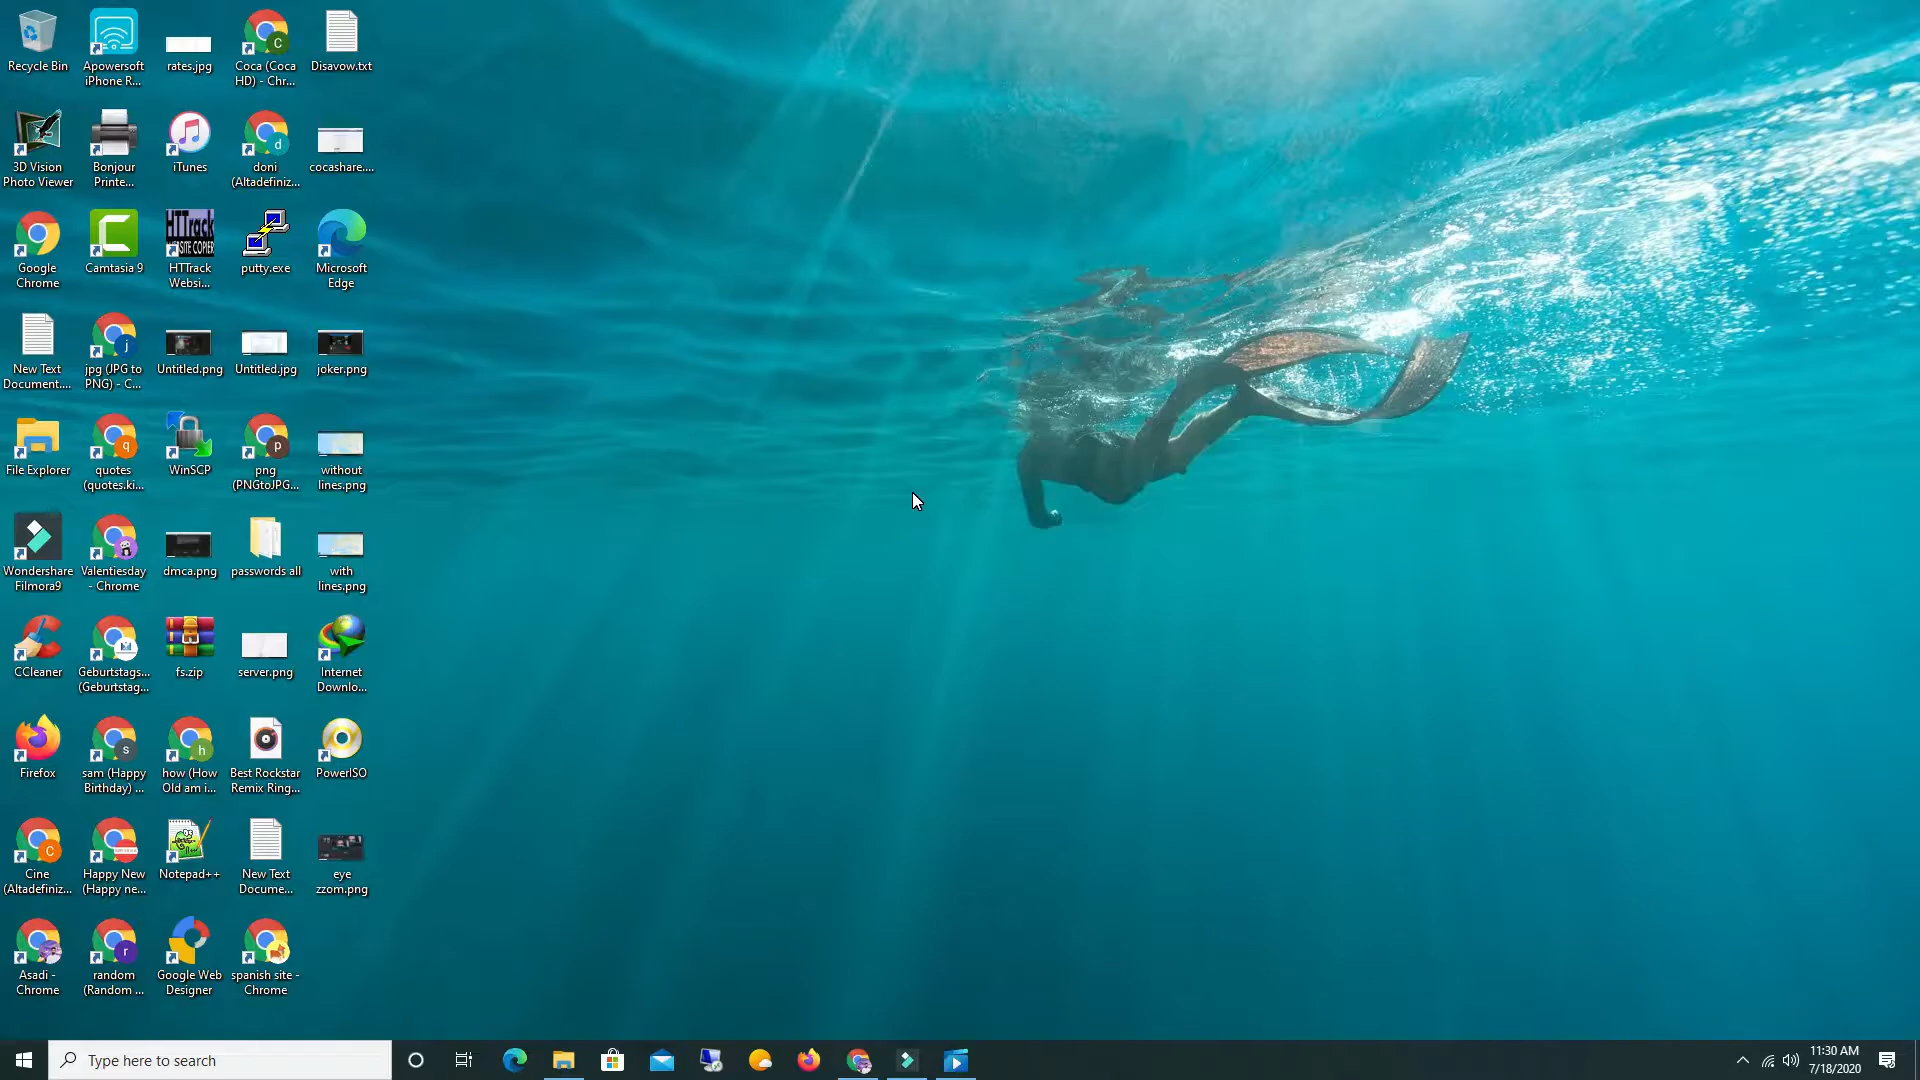 Recycle Bin
Apowersoft
iPhone R...
rates.jpg
Coca (Coca
HD) - Chr...
Disavow.txt
3D Vision
Photo Viewer
Bonjour
Printe...
iTunes
doni
(Altadefiniz...
cocashare....
Google
Chrome
Camtasia 9
HTTrack
WEBSITE COPIER
HTTrack
Websi...
putty.exe
Microsoft
Edge
New Text
Document....
jpg (JPG to
PNG) - C...
Untitled.png
Untitled.jpg
joker.png
File Explorer
quotes
(quotes.ki...
WinSCP
png
(PNGtoJPG...
without
lines.png
Wondershare
Filmora9
Valentiesday
- Chrome
dmca.png
passwords all
with
lines.png
CCleaner
Geburtstags...
(Geburtstag...
fs.zip
server.png
Internet
Downlo...
Firefox
sam (Happy
Birthday) ...
how (How
Old am i...
Best Rockstar
Remix Ring...
PowerISO
Cine
(Altadefiniz...
Happy New
(Happy ne...
Notepad++
New Text
Docume...
eye
zzom.png
Asadi -
Chrome
random
(Random ...
Google Web
Designer
spanish site -
Chrome
Type here to search
11:30 AM
7/18/2020